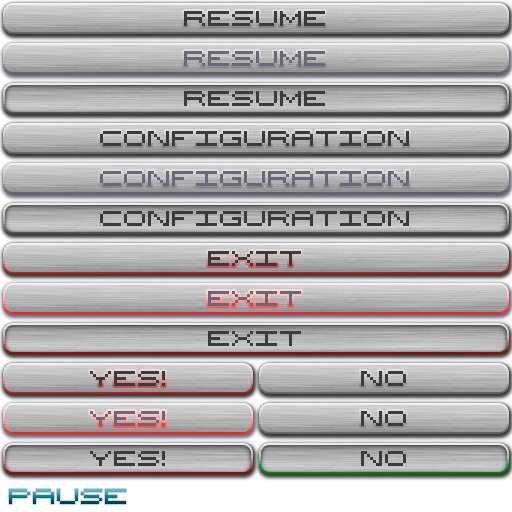 RESUME
RESUME
RESUME
CONFIGURATION
CONFIGURATION
CONFIGURATION
EXIT
EXIT
EXIT
YES! NO
YES! NO
YES! NO
PAUSE